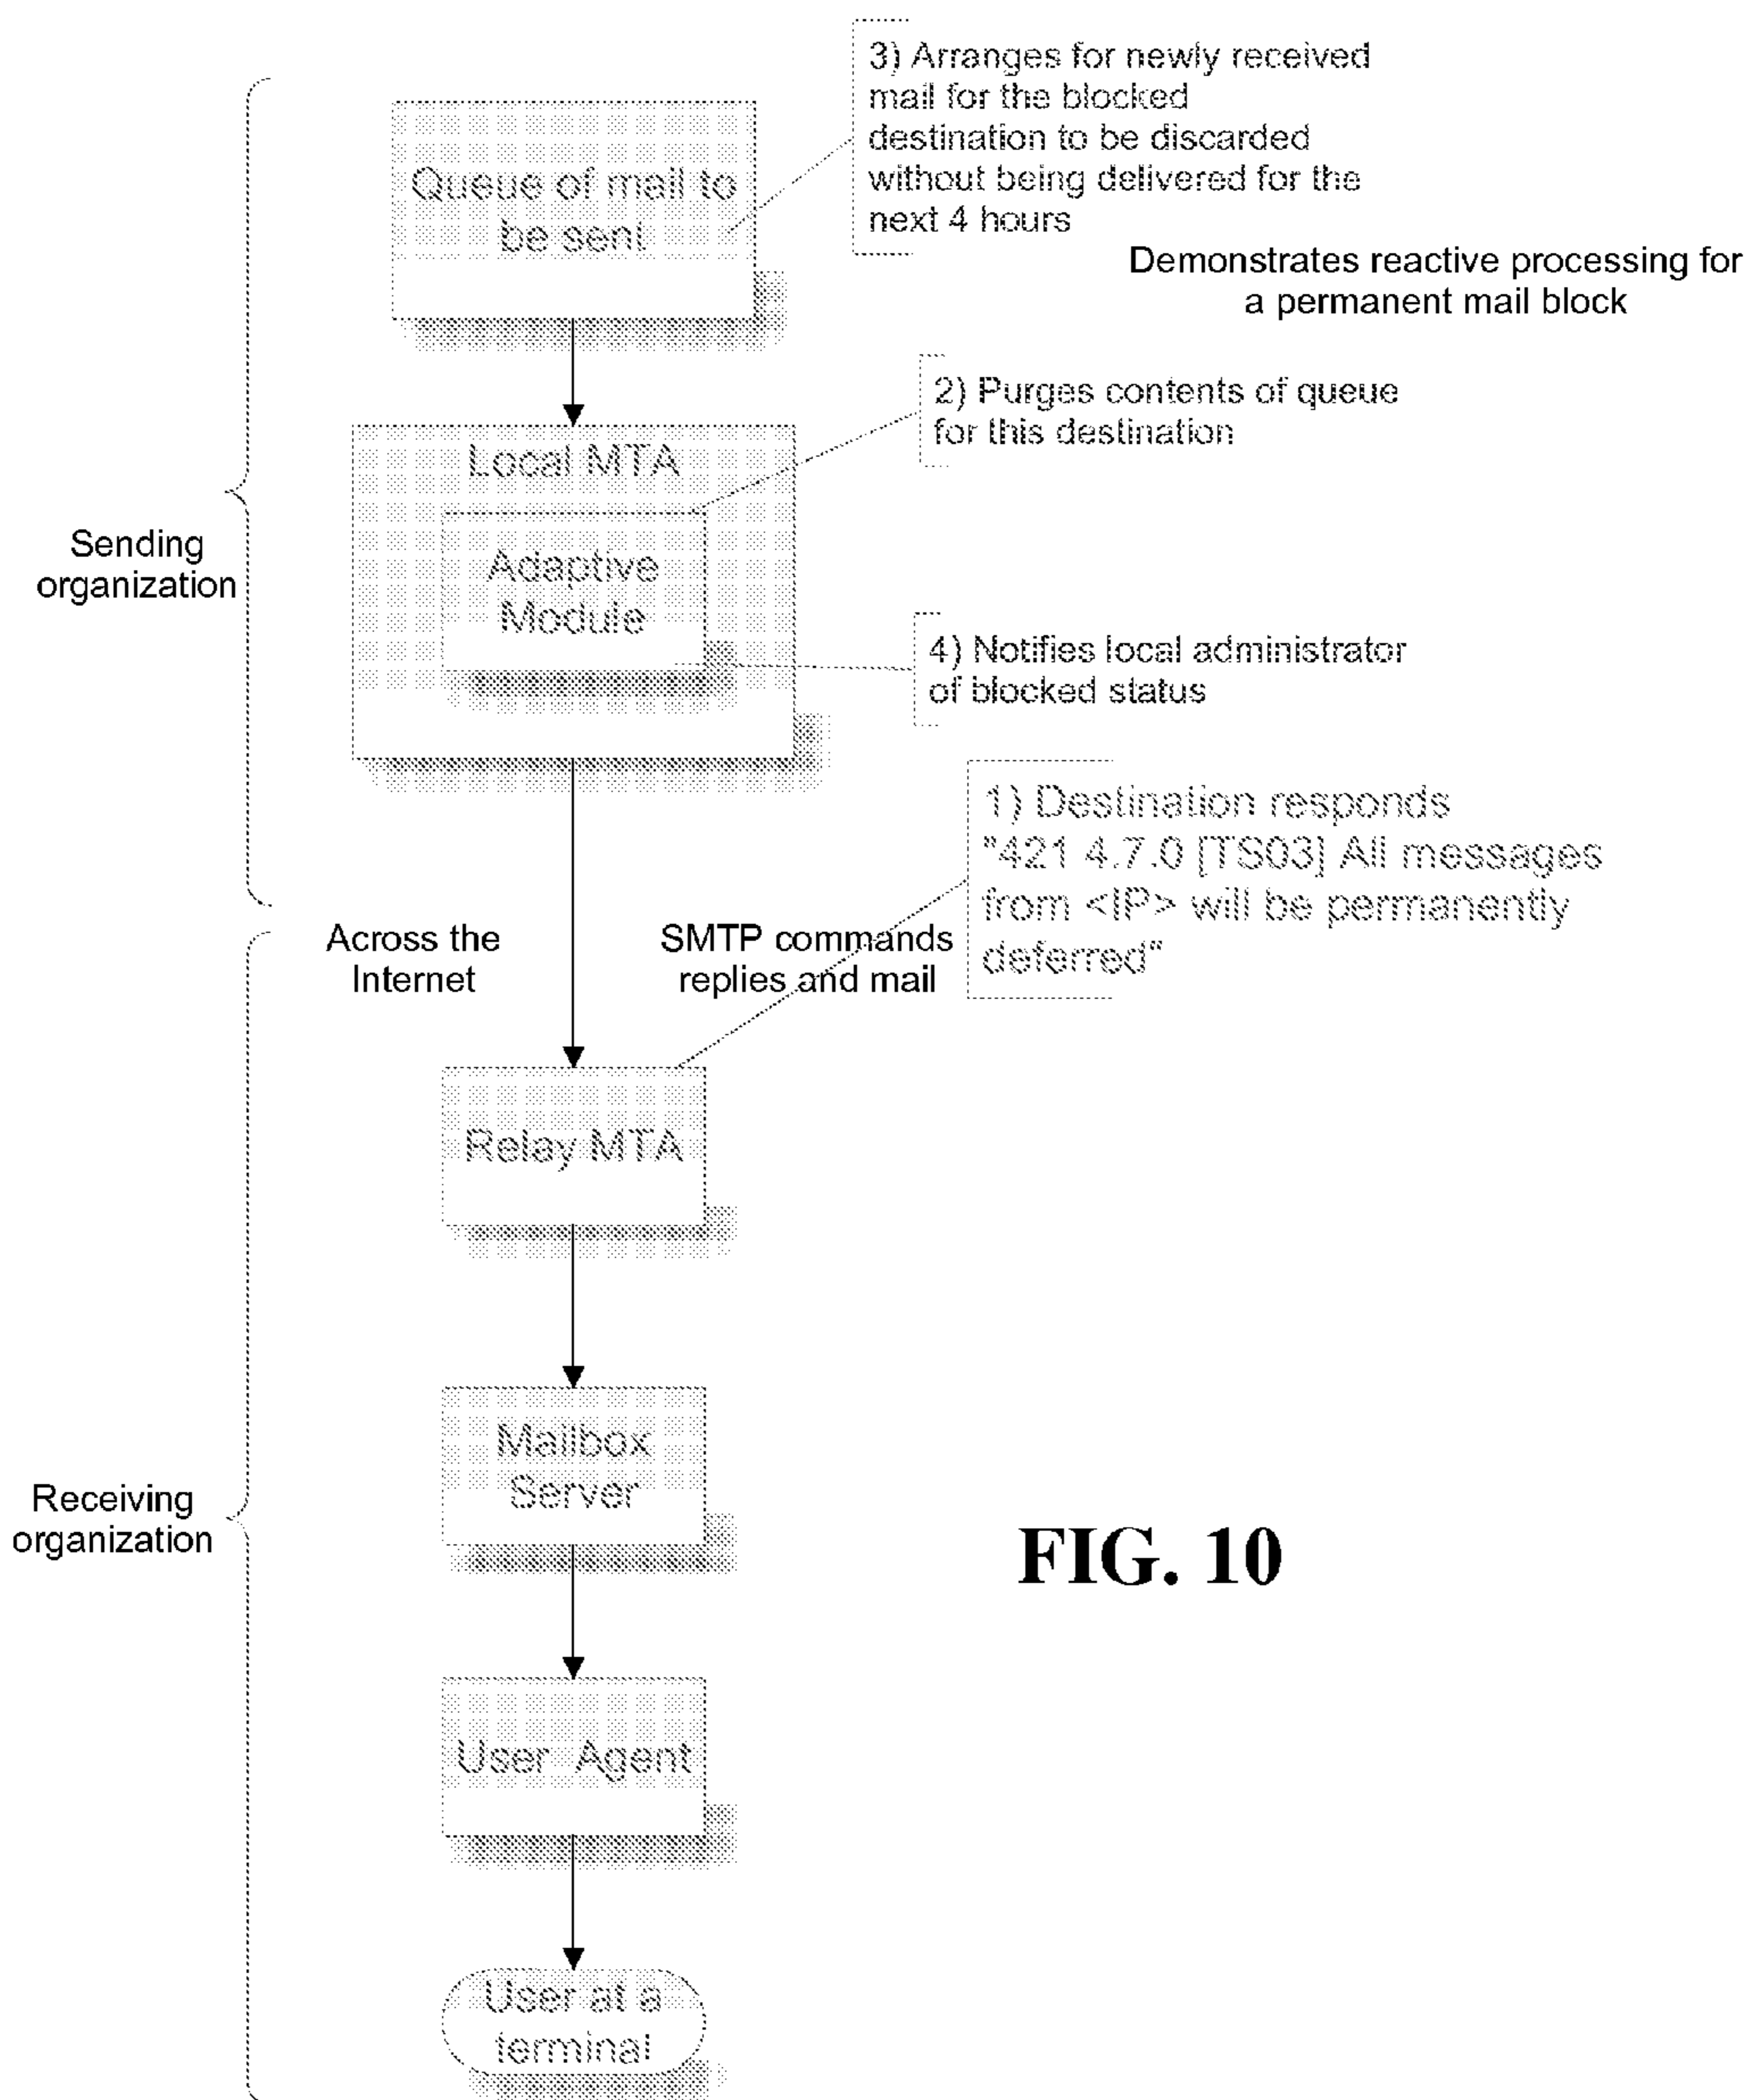 3) Arranges for newly received
mail for the blocked
destination to be discarded
without being delivered for the
next 4 hours
Queue of mail to
be sent
Demonstrates reactive processing for
a permanent mail block
2) Purges contents of queue
for this destination
Local MTA
Adaptive
Module
Sending
organization
4) Notifies local administrator
of blocked status
1) Destination responds
"421 4.7.0 [TS03] All messages
from <IP> will be permanently
deferred"
Across the
Internet
SMTP commands
replies and mail
Relay MTA
Mailbox
Server
Receiving
organization
FIG. 10
User Agent
User at a
terminal